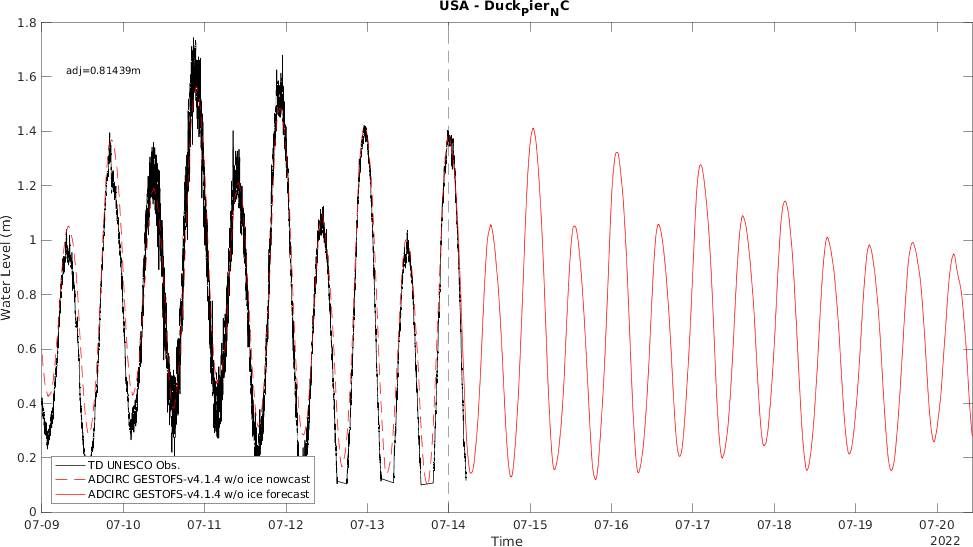 USA - DuckPierNC
1.8
1.6
1.4
1.2
1
0.8
0.6
0.4
0.2
0
Water Level (m)
adj=0.81439m
TD UNESCO Obs.
ADCIRC GESTOFS-v4.1.4 w/o ice nowcast
ADCIRC GESTOFS-v4.1.4 w/o ice forecast
07-09 07-10 07-11 07-12 07-13 07-14 07-15 07-16 07-17 07-18 07-19 07-20
Time
2022